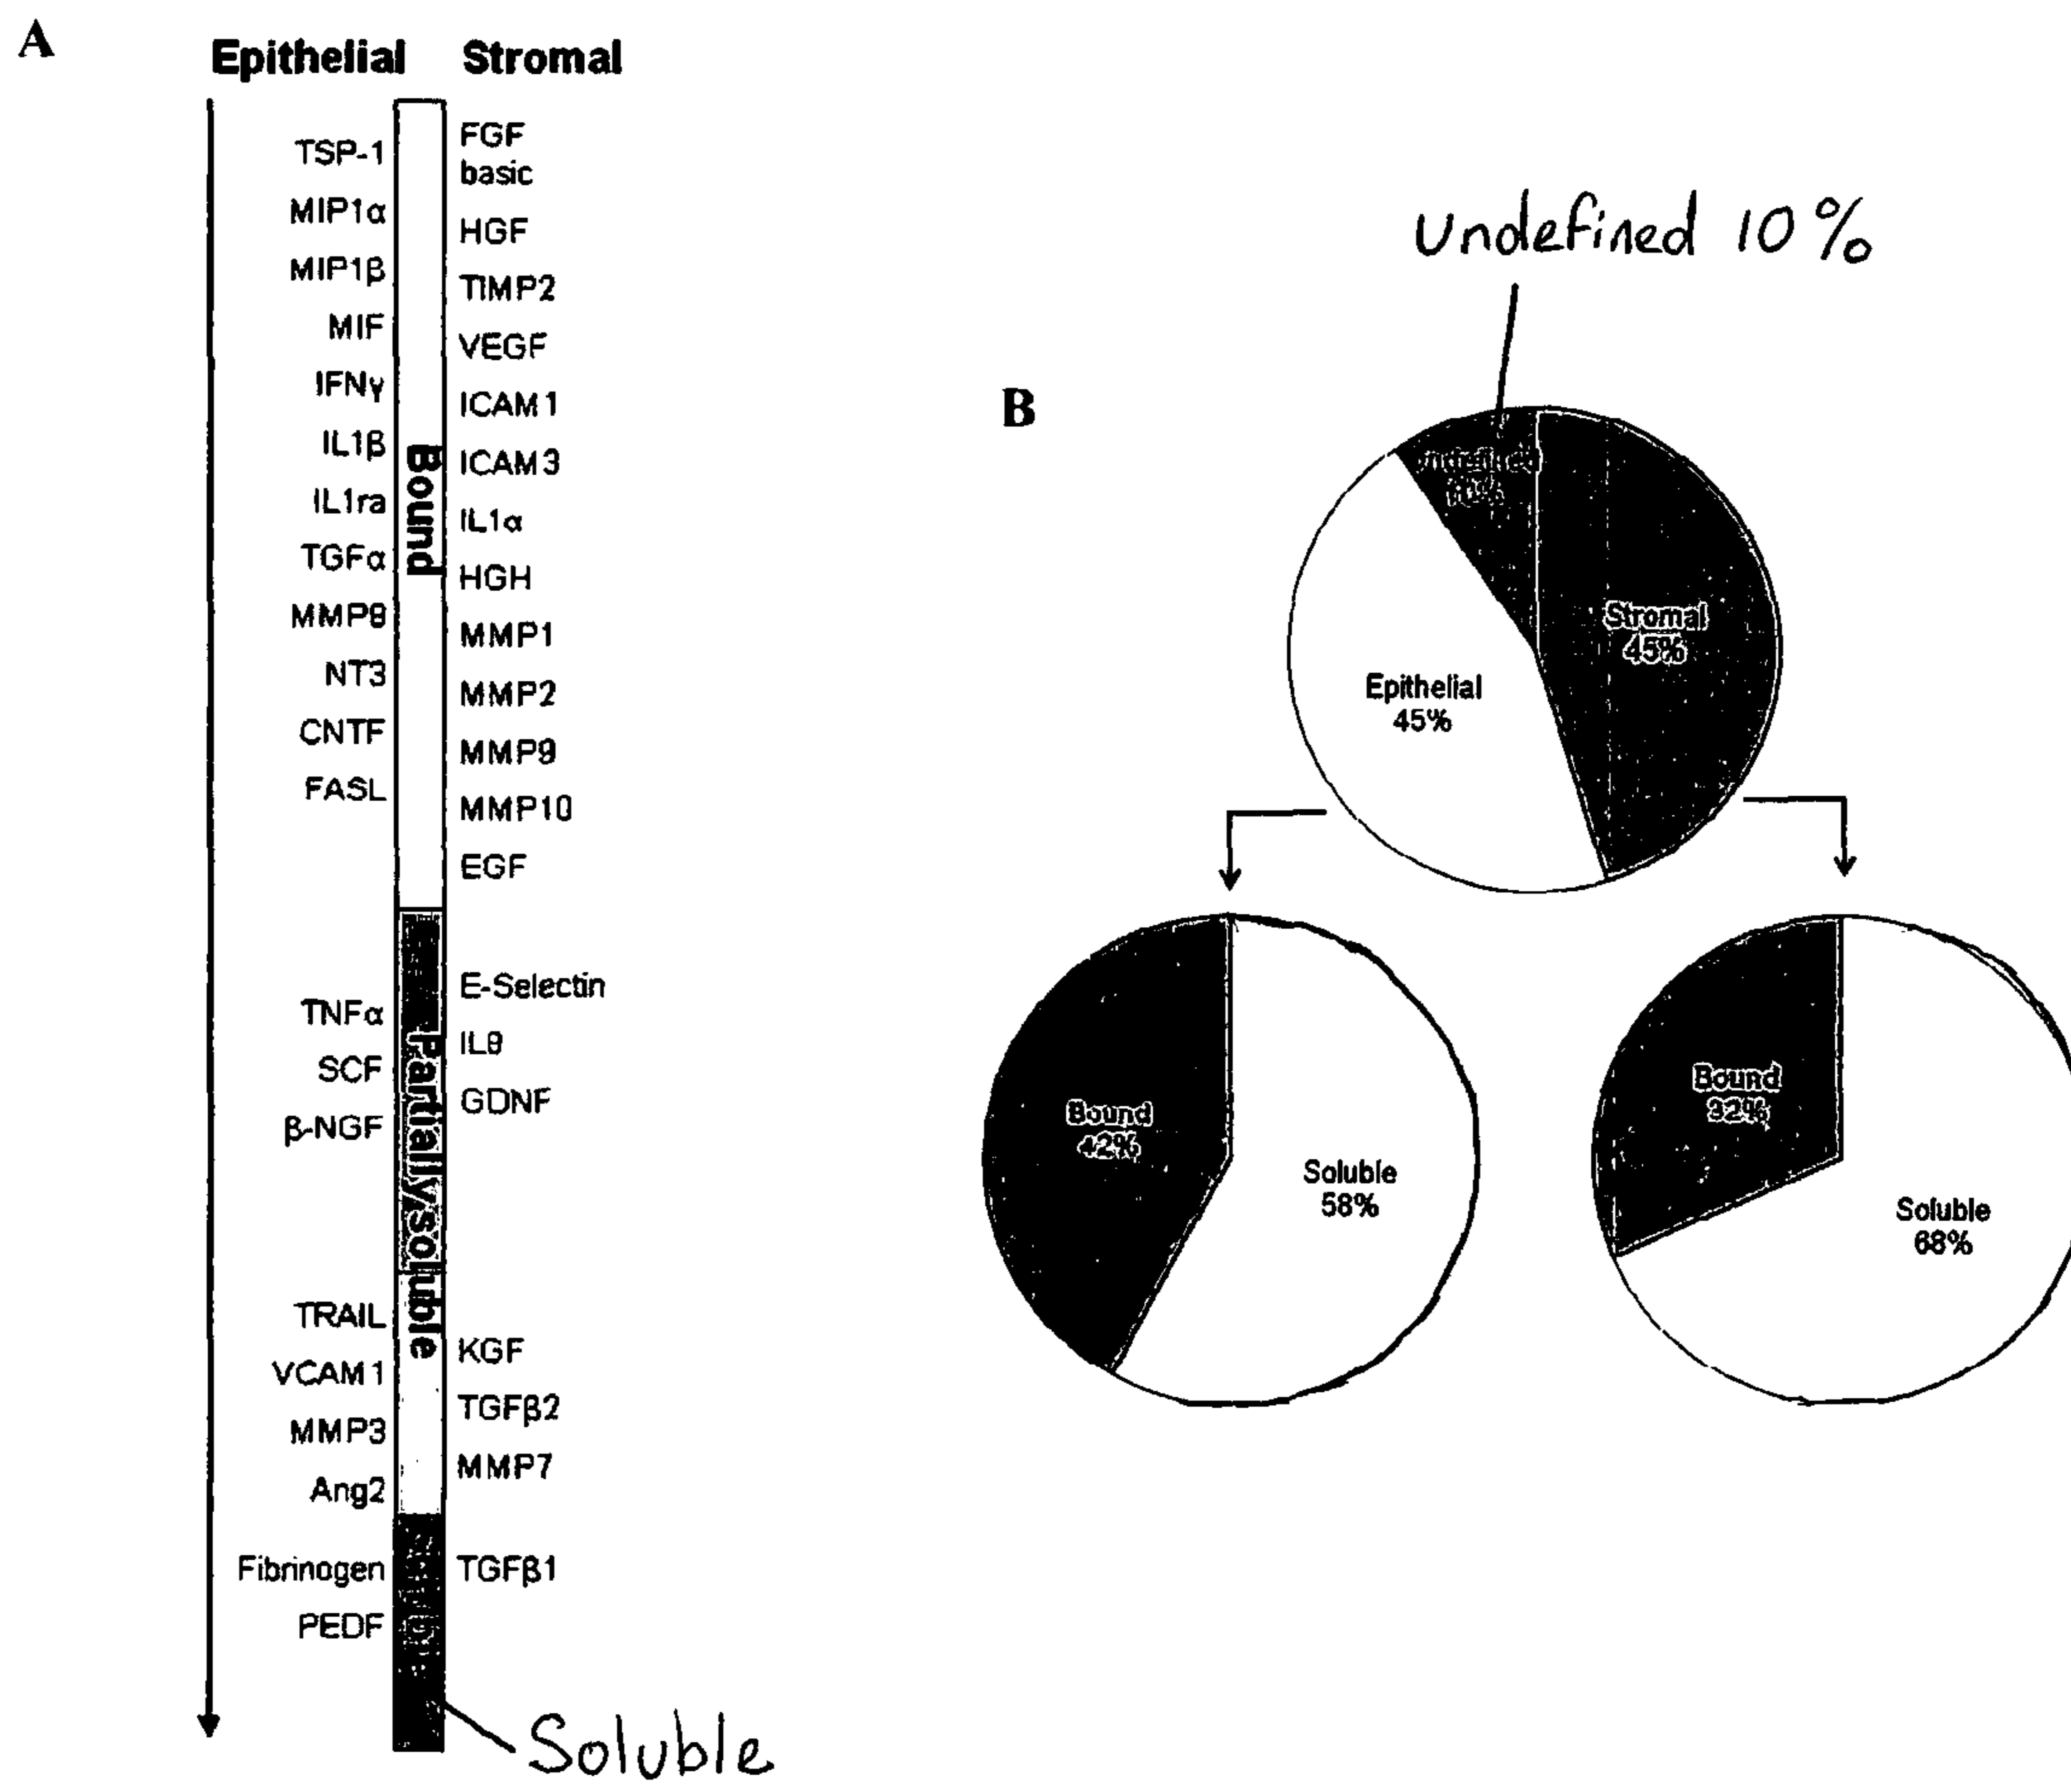 A
Epithelial
Stromal
TSP-1
MIP1α
MIP1β
MIF
IFNγ
IL1β
IL1ra
TGFα
MMP8
NT3
CNTF
FASL
TNFα
SCF
β-NGF
TRAIL
VCAM1
MMP3
Ang2
Fibrinogen
PEDF
Bound
Partially soluble
FGF
basic
HGF
TIMP2
VEGF
ICAM1
ICAM3
IL1α
HGH
MMP1
MMP2
MMP9
MMP10
EGF
E-Selectin
IL8
GDNF
KGF
TGFβ2
MMP7
TGFβ1
Soluble
B
Undefined 10%
Undefined
Stromal
45%
Epithelial
45%
Bound
42%
Soluble
58%
Bound
32%
Soluble
68%